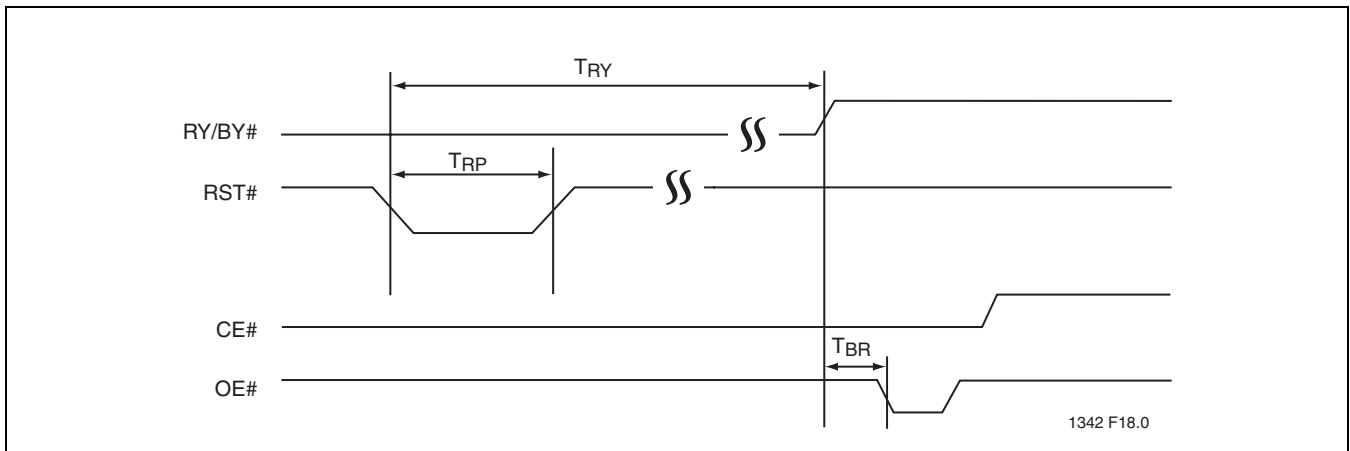 TRY
RY/BY#
TRP
RST#
CE#
TBR
OE#
1342 F18.0